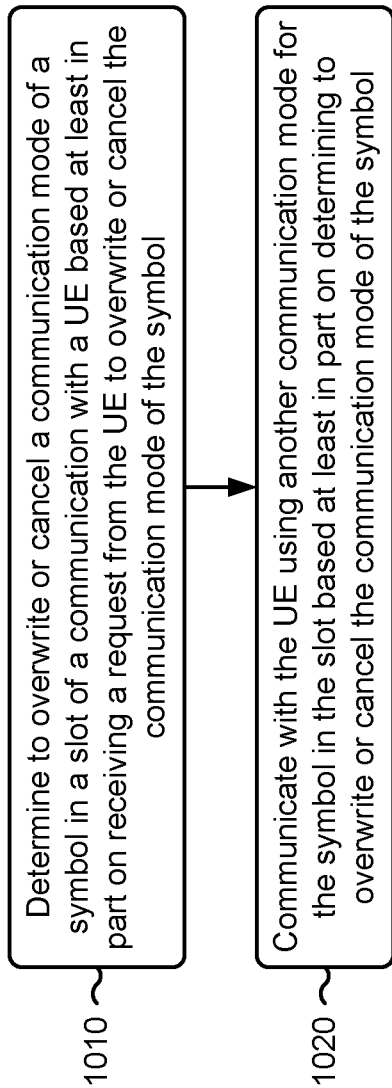 1010
Determine to overwrite or cancel a communication mode of a
symbol in a slot of a communication with a UE based at least in
part on receiving a request from the UE to overwrite or cancel the
communication mode of the symbol
1020
Communicate with the UE using another communication mode for
the symbol in the slot based at least in part on determining to
overwrite or cancel the communication mode of the symbol